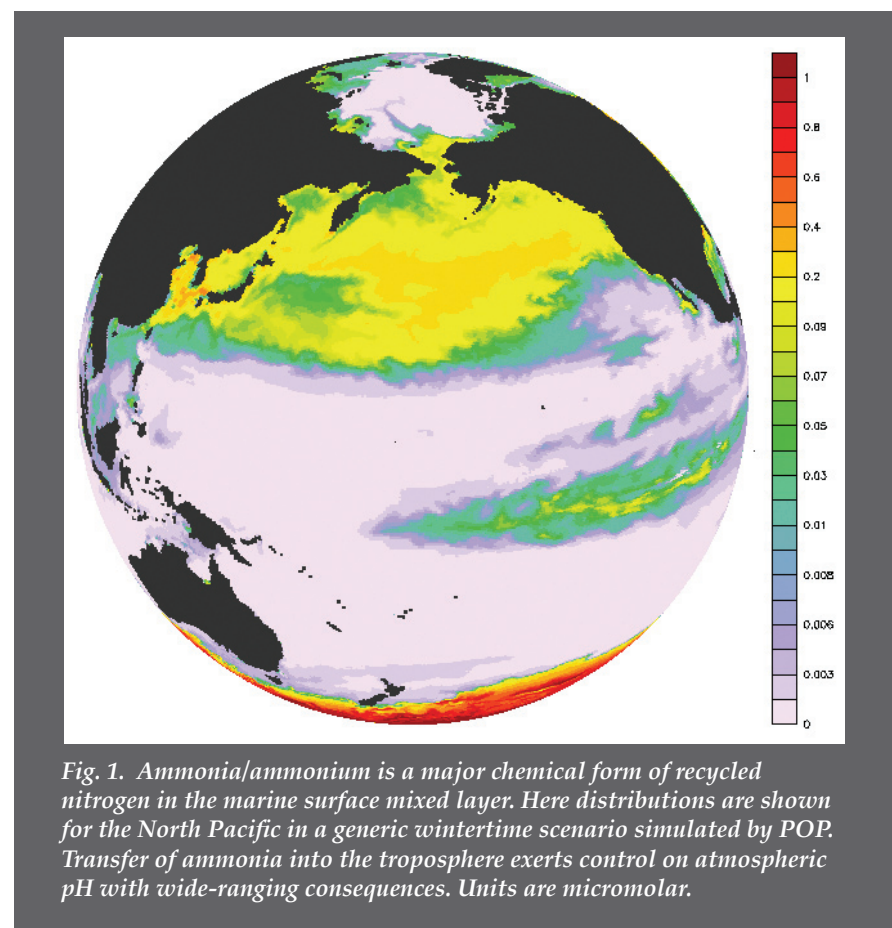 1
0.8
0.6
0.4
0.2
0.09
0.07
0.05
0.03
0.01
0.008
0.006
0.003
0
Fig. 1. Ammonia/ammonium is a major chemical form of recycled
nitrogen in the marine surface mixed layer. Here distributions are shown
for the North Pacific in a generic wintertime scenario simulated by POP.
Transfer of ammonia into the troposphere exerts control on atmospheric
pH with wide-ranging consequences. Units are micromolar.